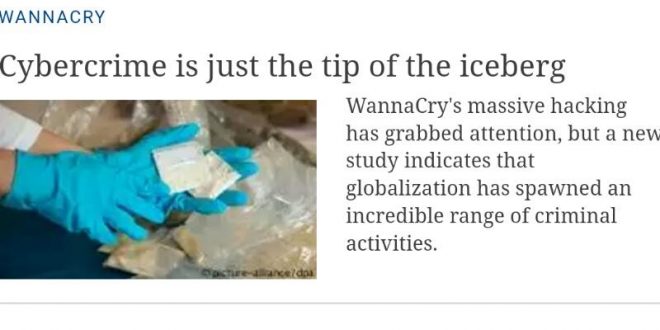 WANNACRY
Cybercrime is just the tip of the iceberg
WannaCry's massive hacking
has grabbed attention, but a new
study indicates that
globalization has spawned an
incredible range of criminal
activities.
©picture-alliance/dpa